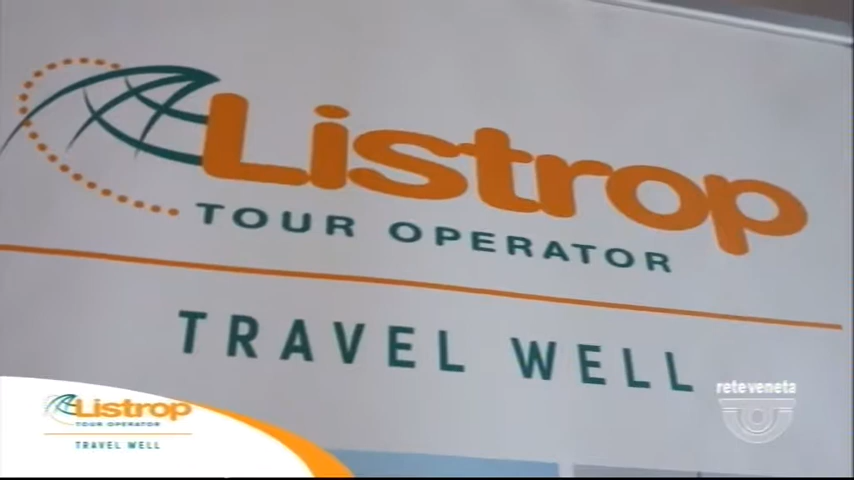 Listrop
TOUR OPERATOR
TRAVEL WELL
Listrop
TOUR OPERATOR
TRAVEL WELL
reteveneta